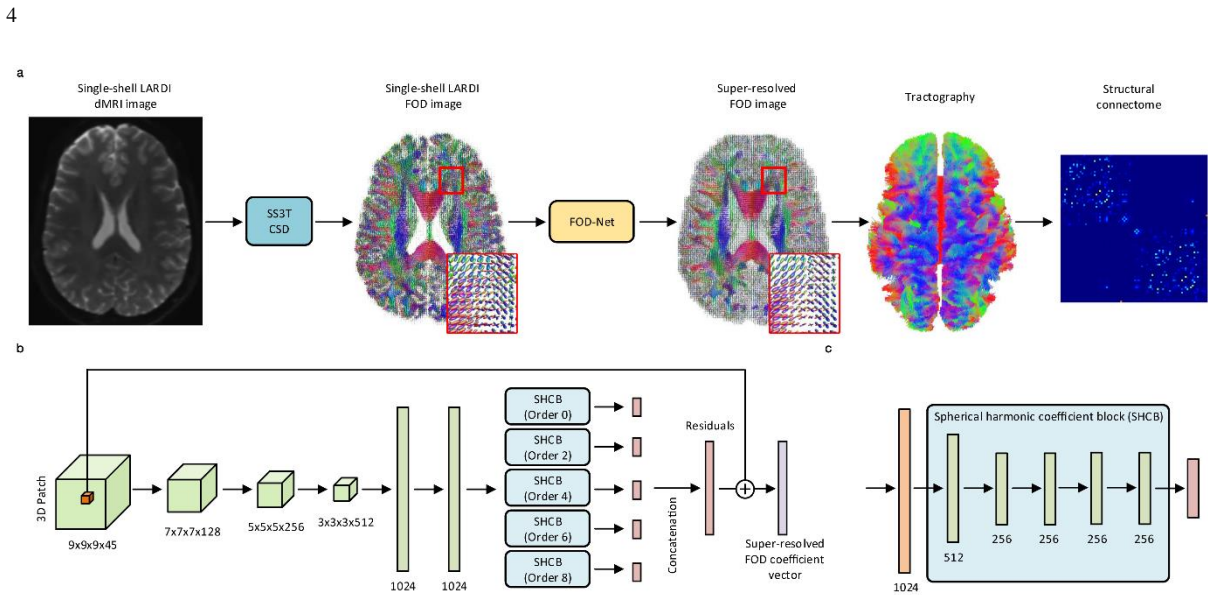 4
a
Single-shell LARDI
dMRI image
Single-shell LARDI
FOD image
Super-resolved
FOD image
Tractography
Structural
connectome
SS3T
CSD
FOD-Net
b
3D Patch
9x9x9x45
7x7x7x128
5x5x5x256
3x3x3x512
1024
1024
SHCB
(Order 0)
SHCB
(Order 2)
SHCB
(Order 4)
SHCB
(Order 6)
SHCB
(Order 8)
Concatenation
Residuals
Super-resolved
FOD coefficient
vector
c
Spherical harmonic coefficient block (SHCB)
1024
512
256
256
256
256